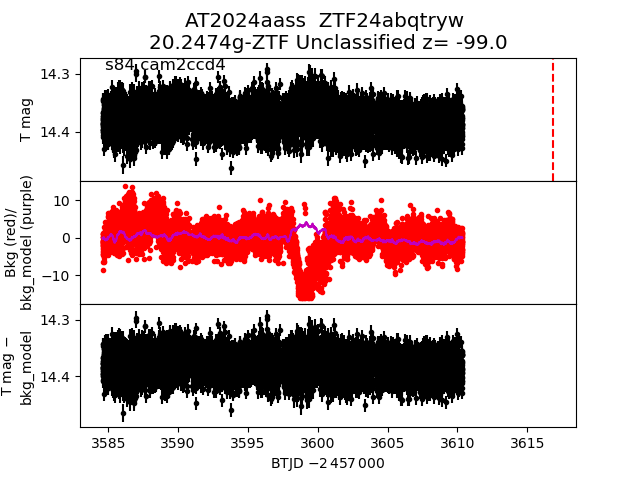 AT2024aass  ZTF24abqtryw
20.2474g-ZTF Unclassified z= -99.0
s84 cam2ccd4
14.3
14.4
T mag
10
0
−10
Bkg (red)/
bkg_model (purple)
14.3
14.4
T mag −
bkg_model
3585 3590 3595 3600 3605 3610 3615
BTJD −2 457 000